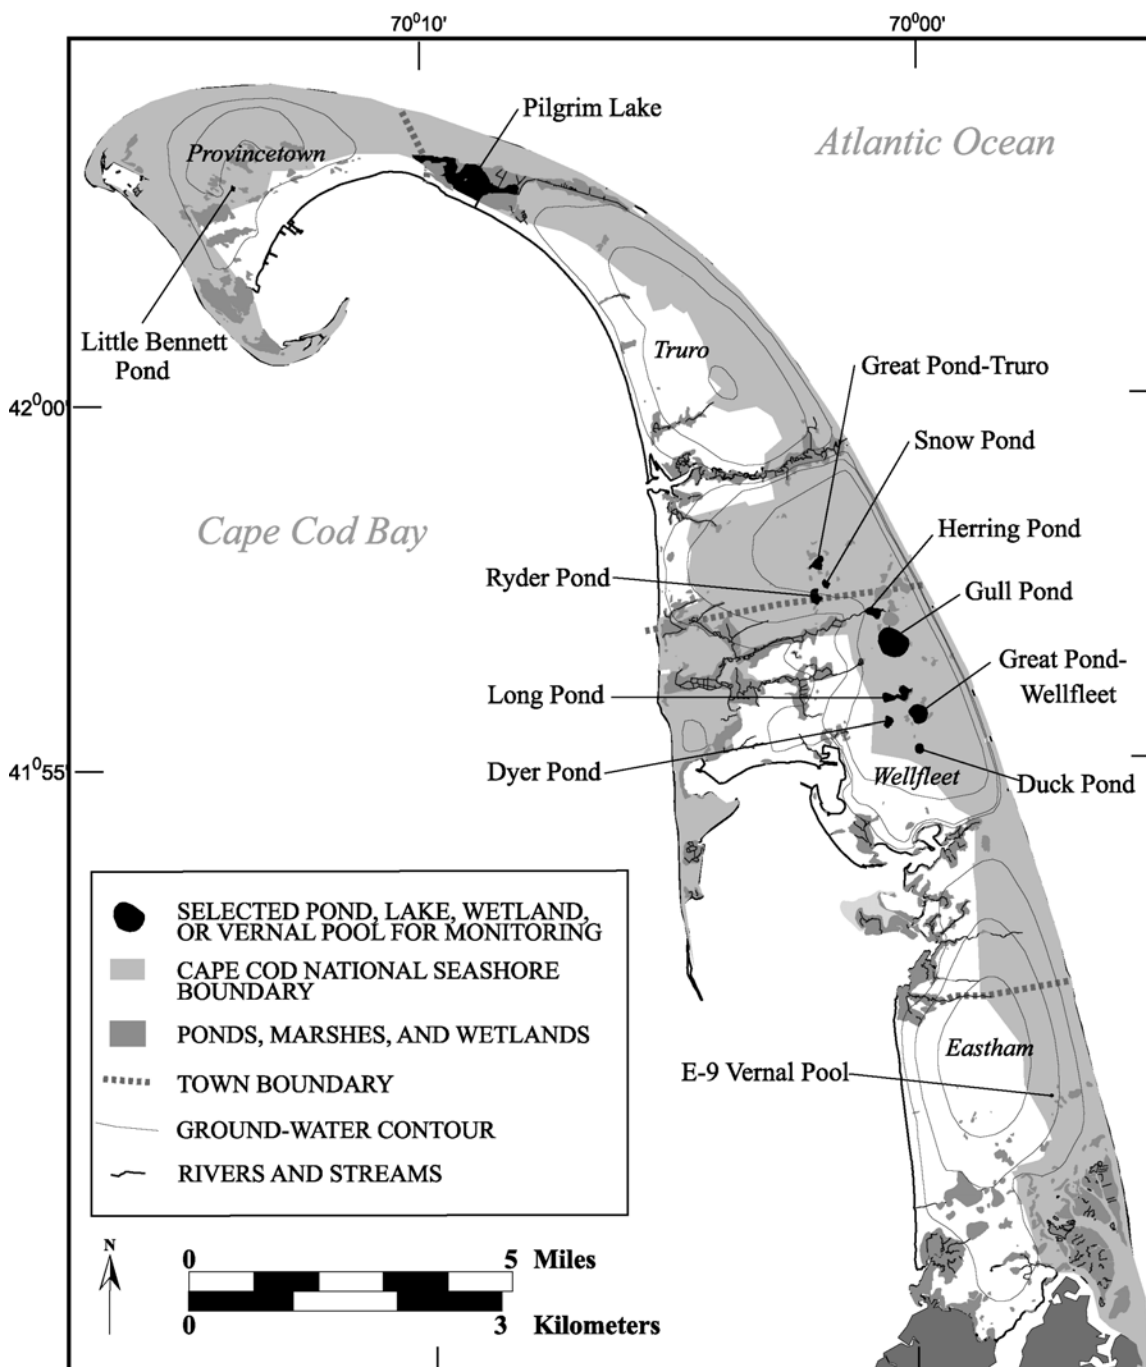 70⁰10'
70⁰00'
Pilgrim Lake
Atlantic Ocean
Provincetown
Little Bennett
Pond
Truro
Great Pond-Truro
42⁰00'
Snow Pond
Cape Cod Bay
Herring Pond
Ryder Pond
Gull Pond
Great Pond-
Wellfleet
Long Pond
Dyer Pond
41⁰55'
Wellfleet
Duck Pond
SELECTED POND, LAKE, WETLAND,
OR VERNAL POOL FOR MONITORING
CAPE COD NATIONAL SEASHORE
BOUNDARY
PONDS, MARSHES, AND WETLANDS
TOWN BOUNDARY
GROUND-WATER CONTOUR
RIVERS AND STREAMS
Eastham
E-9 Vernal Pool
N
0 5 Miles
0 3 Kilometers